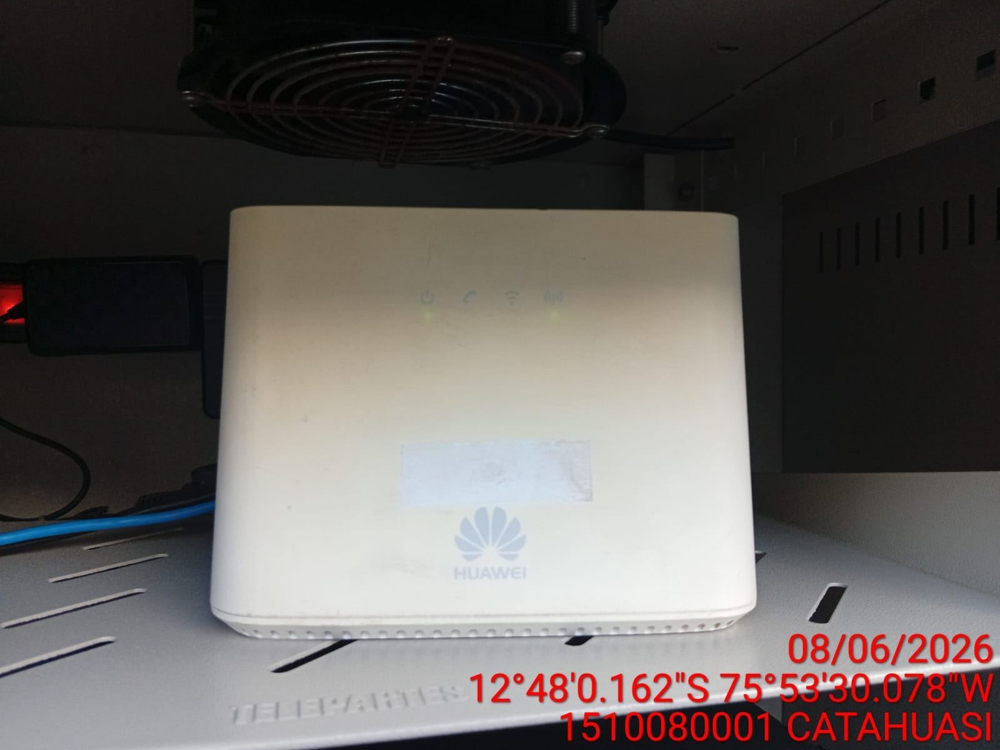 HUAWEI
TELEPARTES
08/06/2026
12°48'0.162"S 75°53'30.078"W
1510080001 CATAHUASI